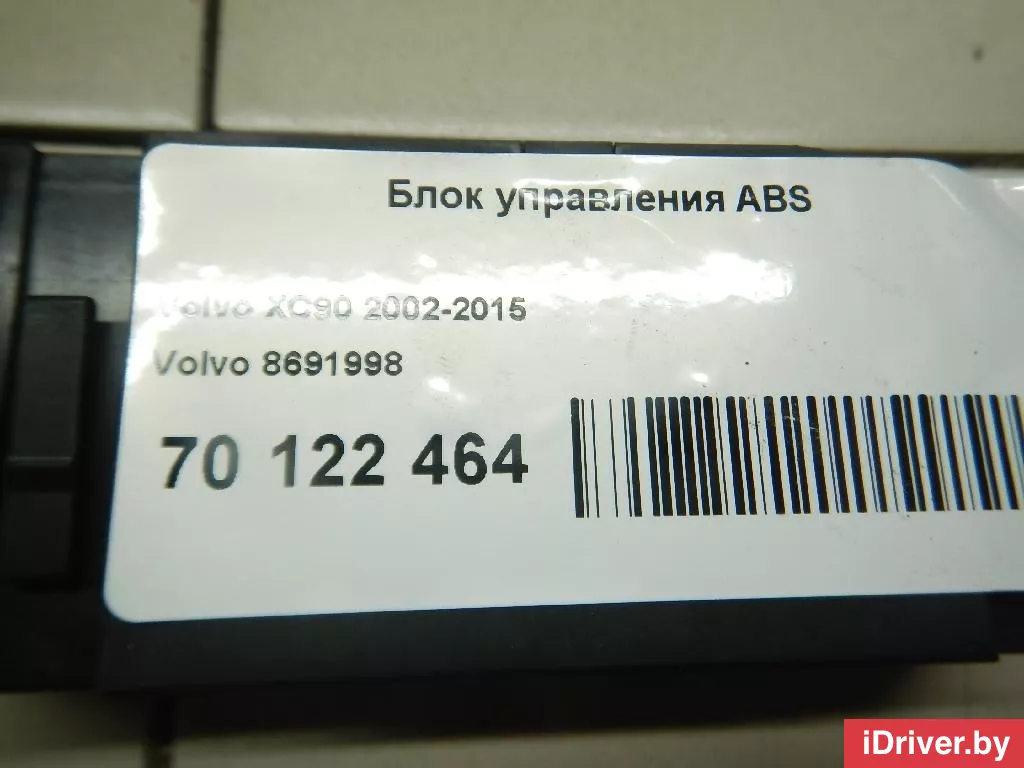 Блок управления ABS
Volvo XC90 2002-2015
Volvo 8691998
70 122 464
iDriver.by